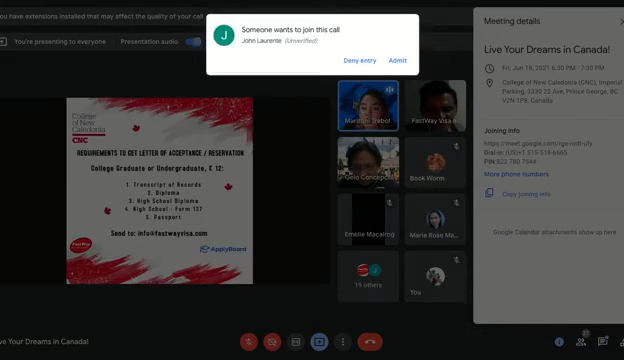 ou have extensions installed that may affect the quality of your call
Someone wants to join this call
John Laurente (Unverified)
Deny entry
Admit
You're presenting to everyone
Presentation audio
J
College
of New
Caledonia
CNC
REQUIREMENTS TO GET LETTER OF ACCEPTANCE / RESERVATION
College Graduate or Undergraduate, K 12:
1. Transcript of Records
2. Diploma
3. High School Diploma
4. High School - Form 137
5. Passport
Send to: info@fastwayvisa.com
FastWay
ApplyBoard
FastWay Visa
Book Worm
Emelie Macalrog
Marie Rose Ma...
J
19 others
You
Meeting details
Live Your Dreams in Canada!
Fri, Jun 18, 2021 6:30 PM - 7:30 PM
College of New Caledonia (CNC), Imperial
Parking, 3330 22 Ave, Prince George, BC
V2N 1P8, Canada
Joining info
More phone numbers
Copy joining info
Google Calendar attachments show up here
Live Your Dreams in Canada!